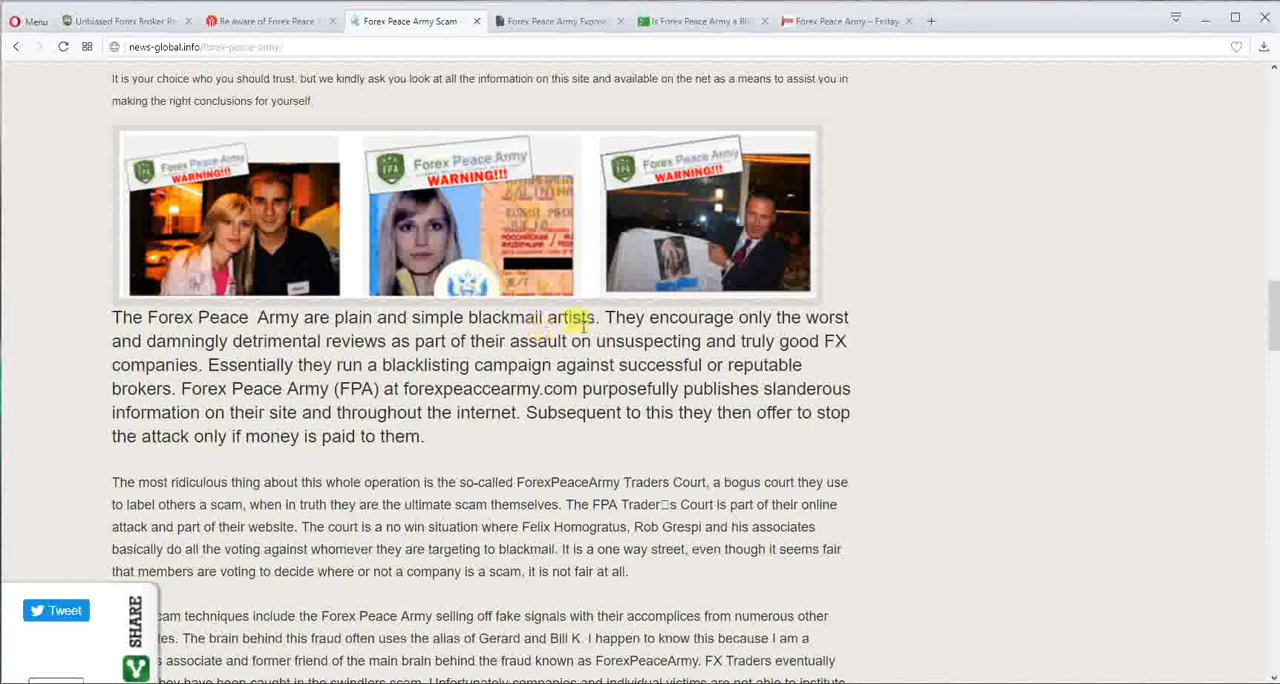 Menu
Unbiased Forex Broker Re
Be aware of Forex Peace
Forex Peace Army Scam -
Forex Peace Army Expose
Is Forex Peace Army a Bl
Forex Peace Army – Fxstay
news-global.info/forex-peace-army/
It is your choice who you should trust, but we kindly ask you look at all the information on this site and available on the net as a means to assist you in
making the right conclusions for yourself.
Forex Peace Army
WARNING!!!
FPA
Forex Peace Army
WARNING!!!
Forex Peace Army
WARNING!!!
The Forex Peace Army are plain and simple blackmail artists. They encourage only the worst
and damningly detrimental reviews as part of their assault on unsuspecting and truly good FX
companies. Essentially they run a blacklisting campaign against successful or reputable
brokers. Forex Peace Army (FPA) at forexpeaccearmy.com purposefully publishes slanderous
information on their site and throughout the internet. Subsequent to this they then offer to stop
the attack only if money is paid to them.
The most ridiculous thing about this whole operation is the so-called ForexPeaceArmy Traders Court, a bogus court they use
to label others a scam, when in truth they are the ultimate scam themselves. The FPA Trader□s Court is part of their online
attack and part of their website. The court is a no win situation where Felix Homogratus, Rob Grespi and his associates
basically do all the voting against whomever they are targeting to blackmail. It is a one way street, even though it seems fair
that members are voting to decide where or not a company is a scam, it is not fair at all.
Tweet
SHARE
cam techniques include the Forex Peace Army selling off fake signals with their accomplices from numerous other
tes. The brain behind this fraud often uses the alias of Gerard and Bill K. I happen to know this because I am a
s associate and former friend of the main brain behind the fraud known as ForexPeaceArmy. FX Traders eventually
they have been caught in the swindlers scam. Unfortunately companies and individual victims are not able to institute